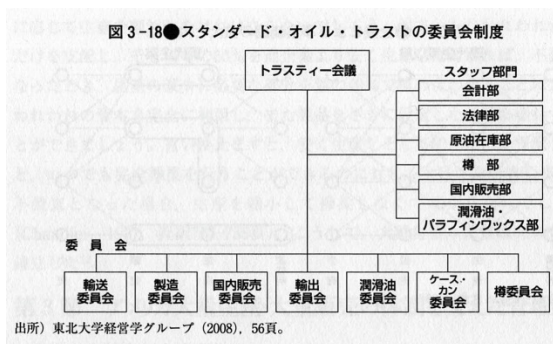 図3-18●スタンダード・オイル・トラストの委員会制度
トラスティー会議
スタッフ部門
会計部
法律部
原油在庫部
樽　部
国内販売部
潤滑油・
パラフィンワックス部
委　員　会
輸送
委員会
製造
委員会
国内販売
委員会
輸出
委員会
潤滑油
委員会
ケース・
カン
委員会
樽委員会
出所）東北大学経営学グループ（2008），56頁。